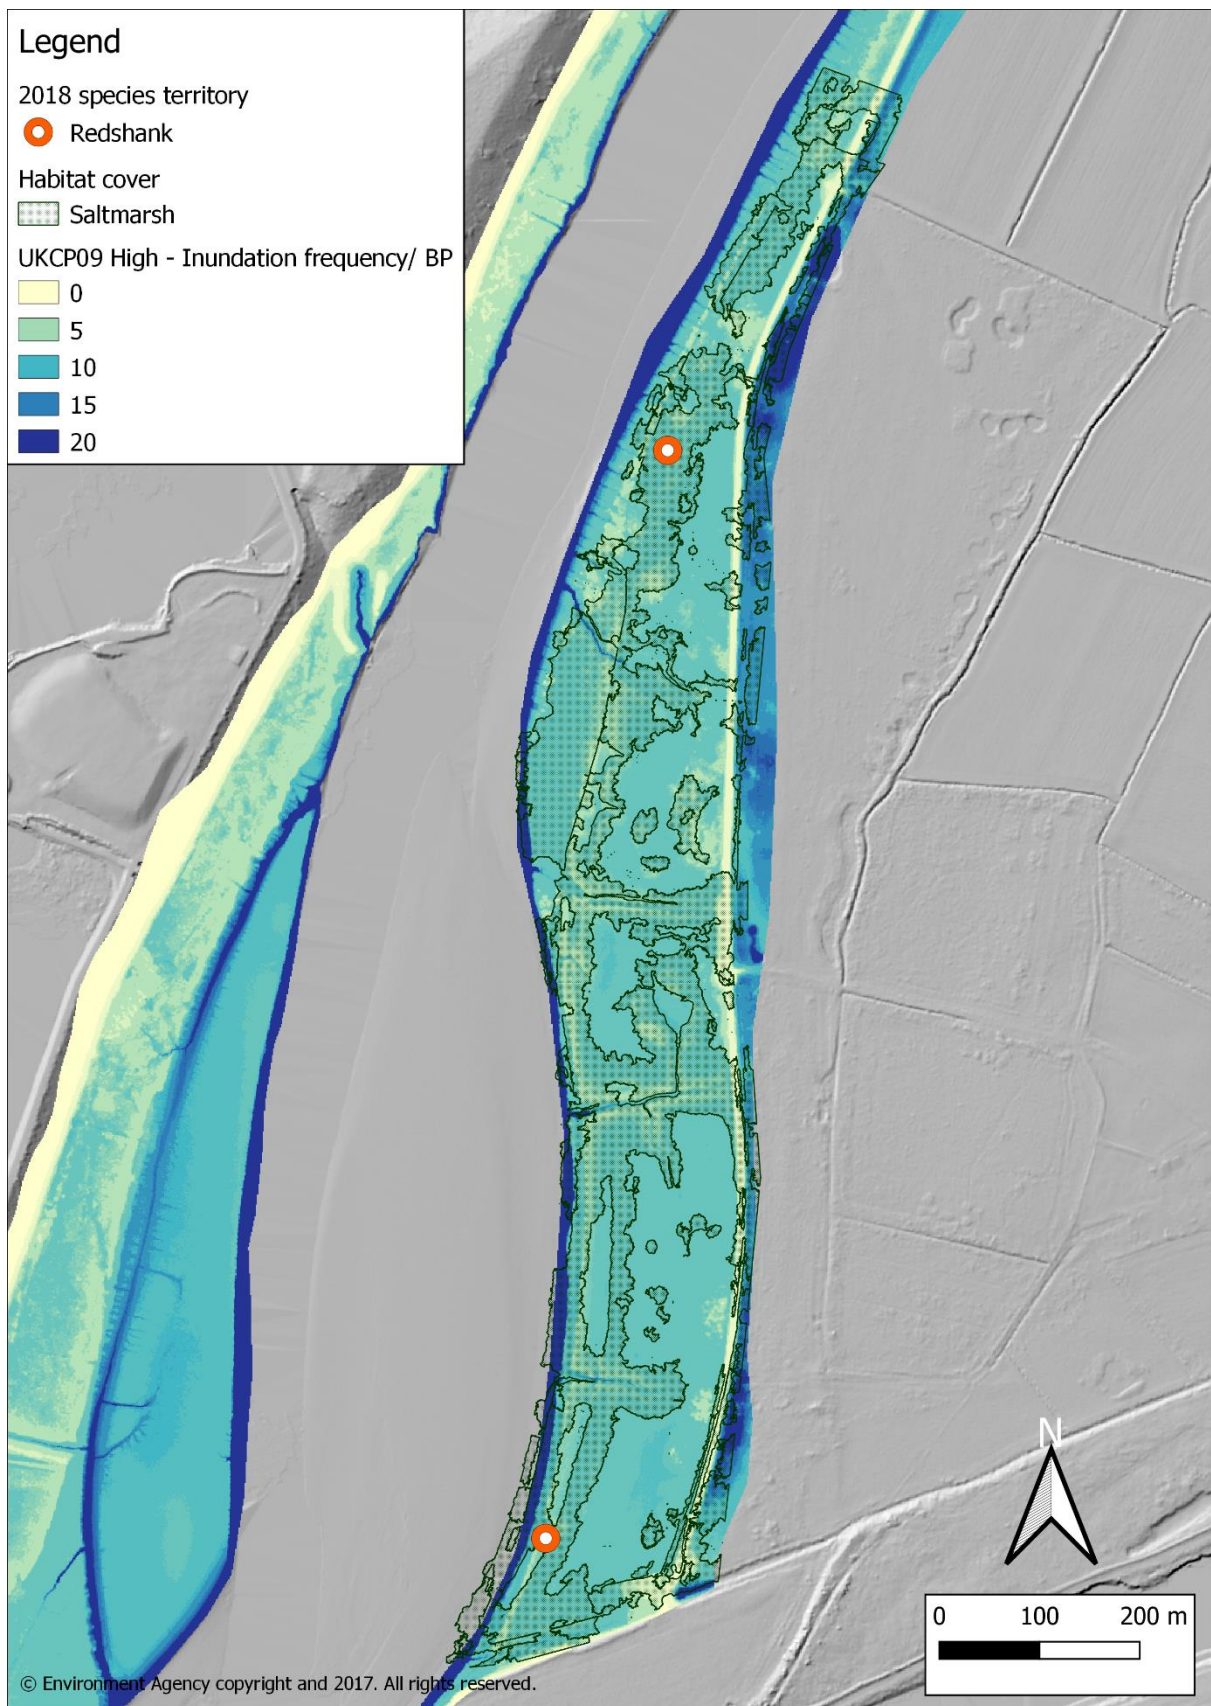 Legend
2018 species territory
Redshank
Habitat cover
Saltmarsh
UKCP09 High - Inundation frequency/ BP
0
5
10
15
20
N
0 100 200 m
© Environment Agency copyright and 2017. All rights reserved.